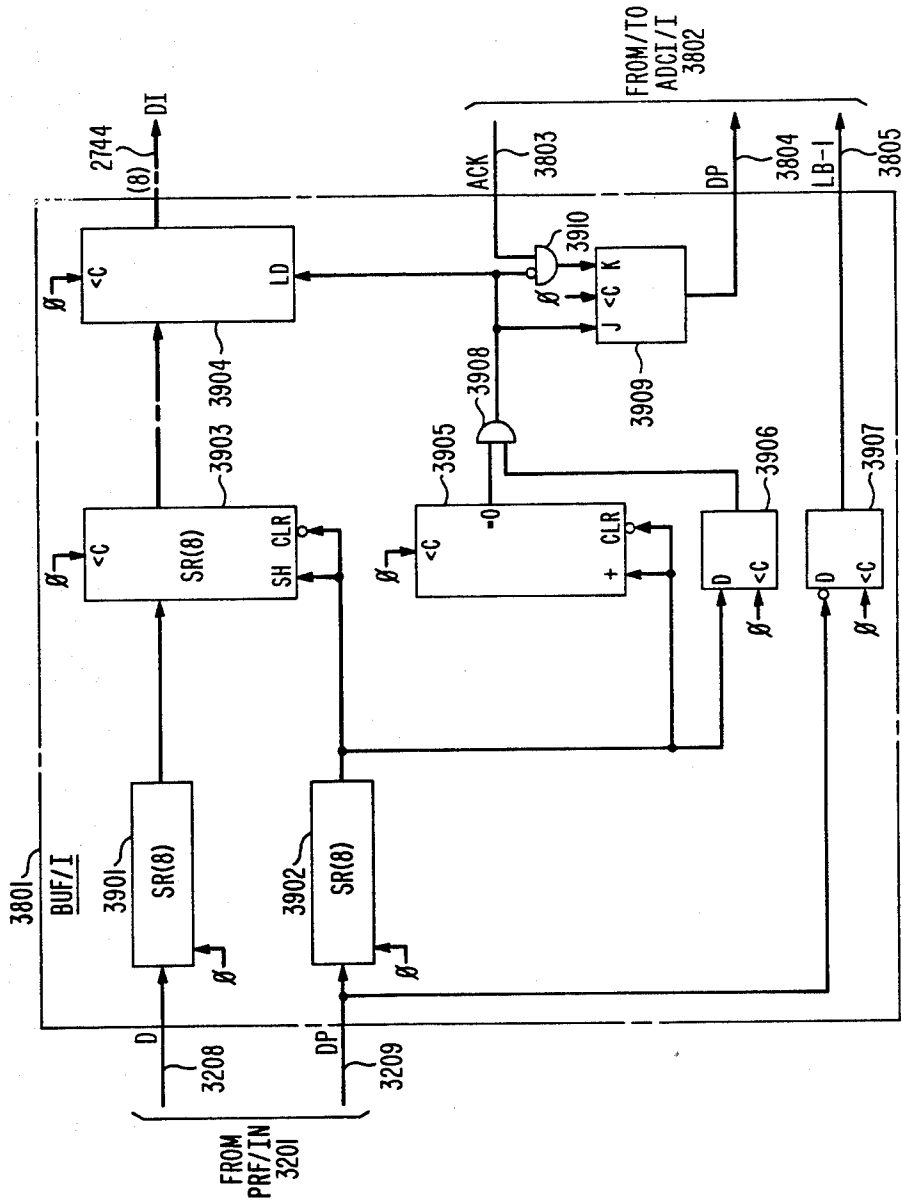 3801
BUF/I
FROM
PRF/IN
3201
D
3208
DP
3209
3901
SR(8)
Ø
3902
SR(8)
Ø
Ø
<C
3903
SR(8)
SH
CLR
Ø
<C
3904
LD
2744
(8)
DI
Ø
<C
3905
=0
+
CLR
3908
D
<C
Ø
3906
D
<C
Ø
3907
ACK
3803
3910
Ø
J
<C
K
3909
DP
3804
LB-1
3805
FROM/TO
ADCI/I
3802